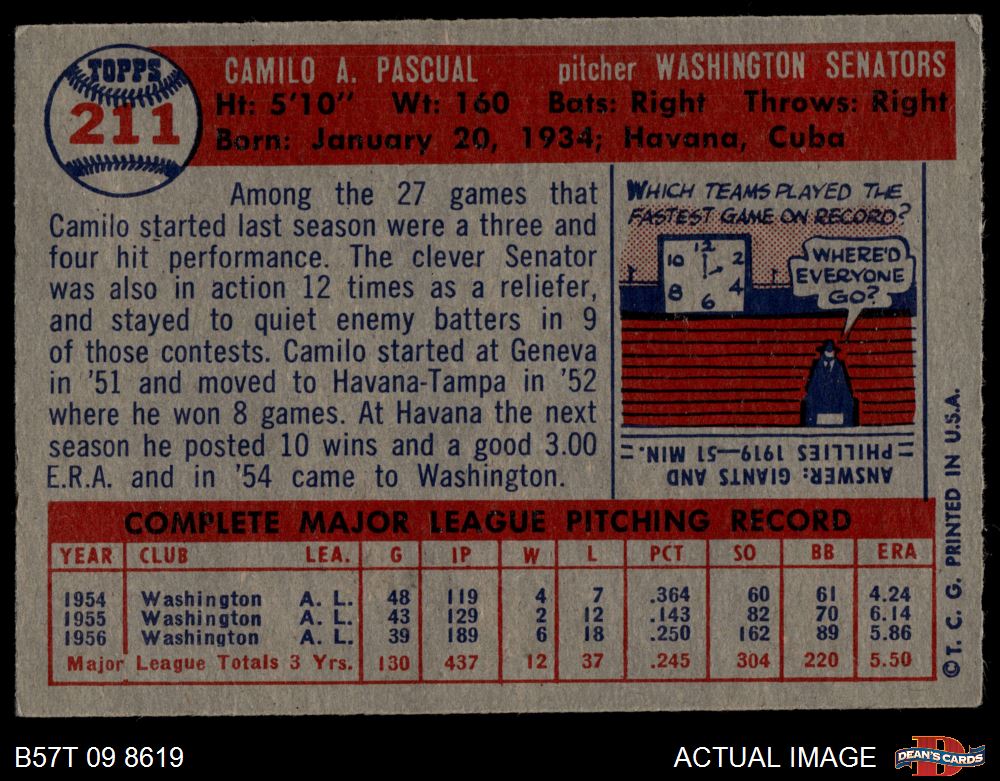 TOPPS
211
CAMILO A. PASCUAL pitcher WASHINGTON SENATORS
Ht: 5'10" Wt: 160 Bats: Right Throws: Right
Born: January 20, 1934; Havana, Cuba
Among the 27 games that
Camilo started last season were a three and
four hit performance. The clever Senator
was also in action 12 times as a reliefer,
and stayed to quiet enemy batters in 9
of those contests. Camilo started at Geneva
in '51 and moved to Havana-Tampa in '52
where he won 8 games. At Havana the next
season he posted 10 wins and a good 3.00
E.R.A. and in '54 came to Washington.
WHICH TEAMS PLAYED THE
FASTEST GAME ON RECORD?
12
10 2
8 4
6
WHERE'D
EVERYONE
GO?
ANSWER: GIANTS AND
PHILLIES 1919—51 MIN.
COMPLETE MAJOR LEAGUE PITCHING RECORD
YEAR CLUB LEA. G IP W L PCT SO BB ERA
1954 Washington A. L. 48 119 4 7 .364 60 61 4.24
1955 Washington A. L. 43 129 2 12 .143 82 70 6.14
1956 Washington A. L. 39 189 6 18 .250 162 89 5.86
Major League Totals 3 Yrs. 130 437 12 37 .245 304 220 5.50
©T. C. G. PRINTED IN U.S.A.
B57T 09 8619
ACTUAL IMAGE
DEAN'S CARDS